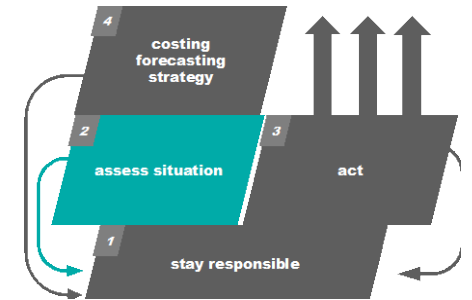 4
costing
forecasting
strategy
2
assess situation
3
act
1
stay responsible